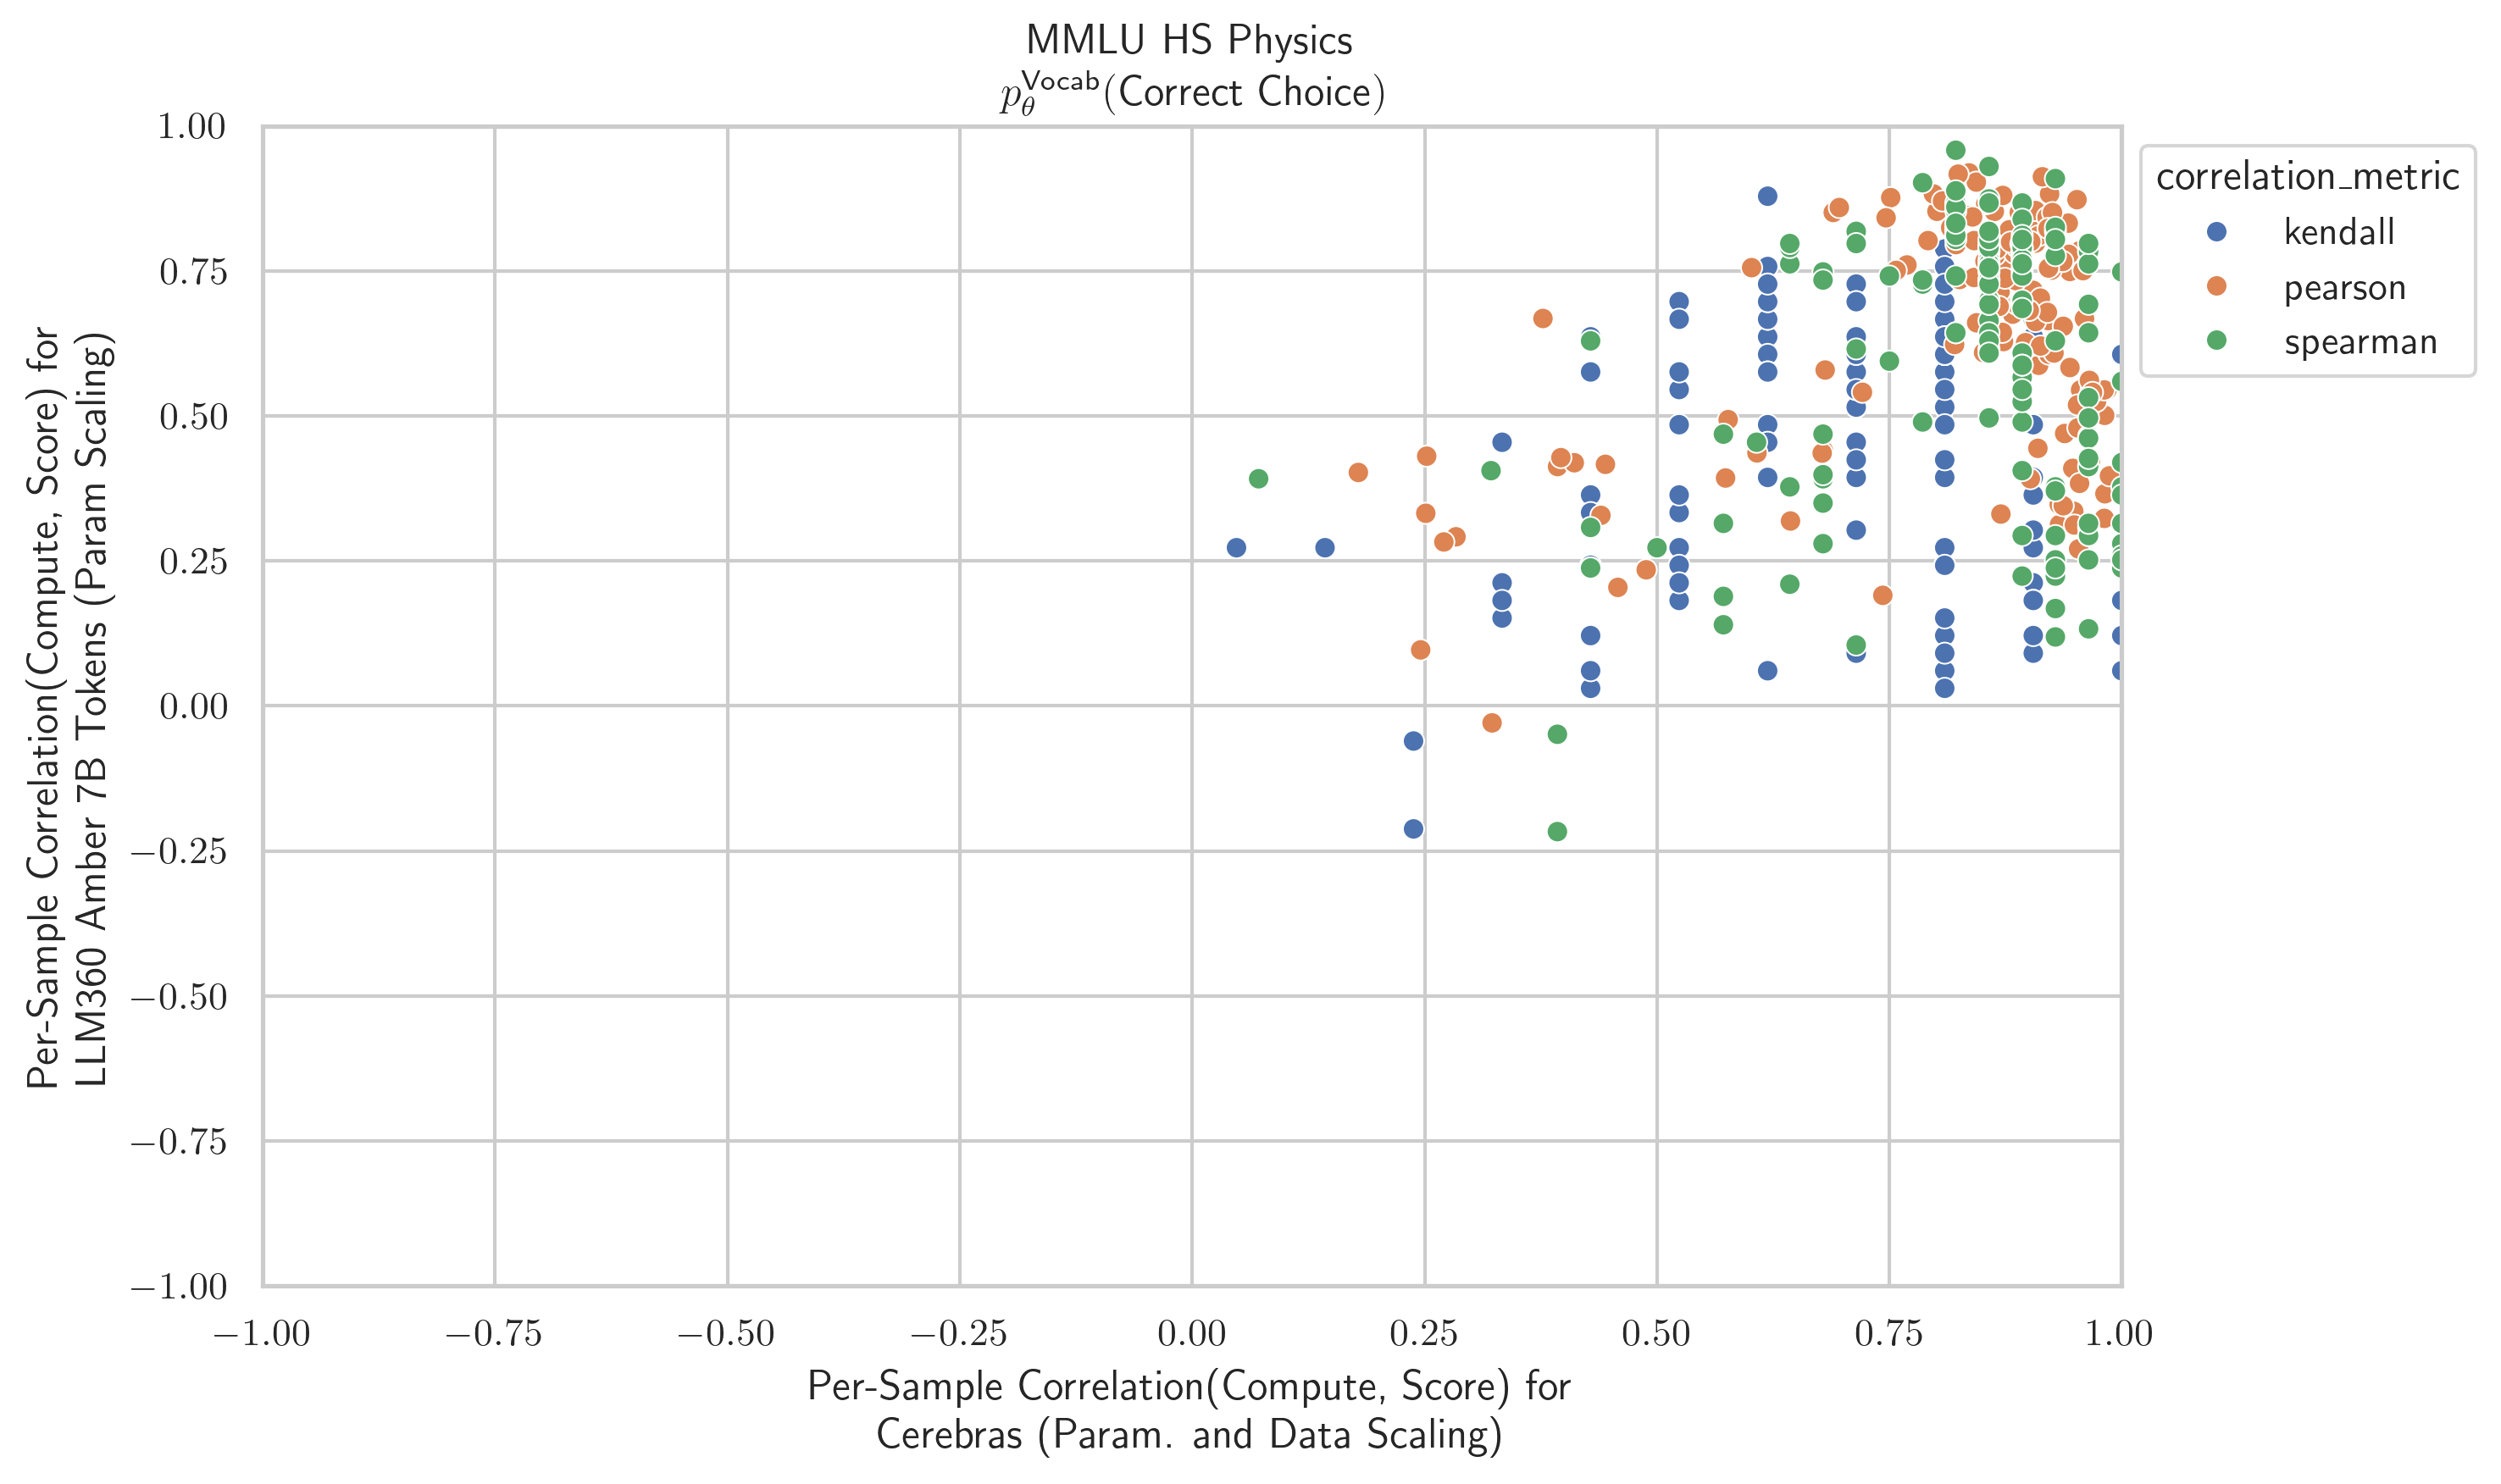 MMLU HS Physics
p_θ^Vocab(Correct Choice)
Per-Sample Correlation(Compute, Score) for
LLM360 Amber 7B Tokens (Param Scaling)
1.00
0.75
0.50
0.25
0.00
−0.25
−0.50
−0.75
−1.00
correlation_metric
kendall
pearson
spearman
−1.00 −0.75 −0.50 −0.25 0.00 0.25 0.50 0.75 1.00
Per-Sample Correlation(Compute, Score) for
Cerebras (Param. and Data Scaling)